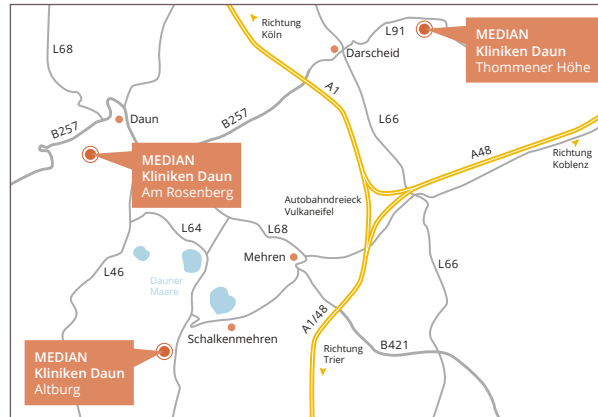 L68
Richtung
Köln
L91
MEDIAN
Kliniken Daun
Thommener Höhe
Darscheid
A1
B257
Daun
B257
L66
A48
MEDIAN
Kliniken Daun
Am Rosenberg
Richtung
Koblenz
Autobahndreieck
Vulkaneifel
L64
L68
Mehren
L46
Dauner
Maare
L66
A1/48
Schalkenmehren
B421
MEDIAN
Kliniken Daun
Altburg
Richtung
Trier